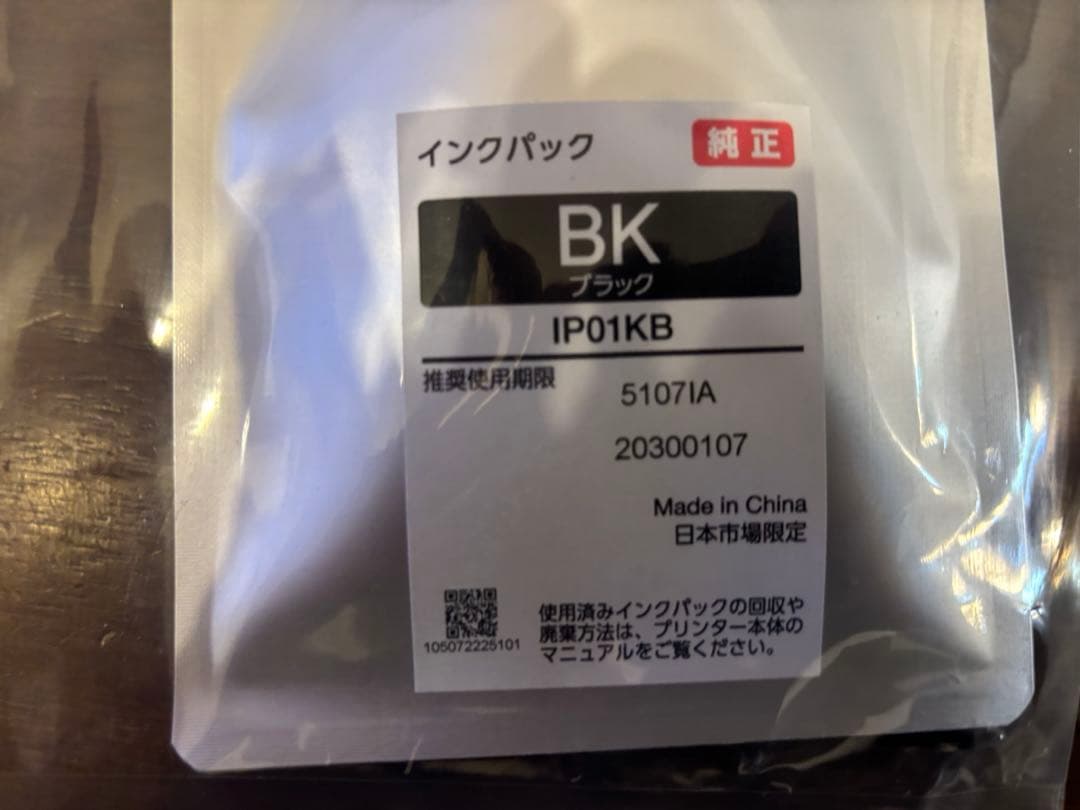 インクパック
純正
BK
ブラック
IP01KB
推奨使用期限
5107IA
20300107
Made in China
日本市場限定
105072225101
使用済みインクパックの回収や
廃棄方法は、プリンター本体の
マニュアルをご覧ください。